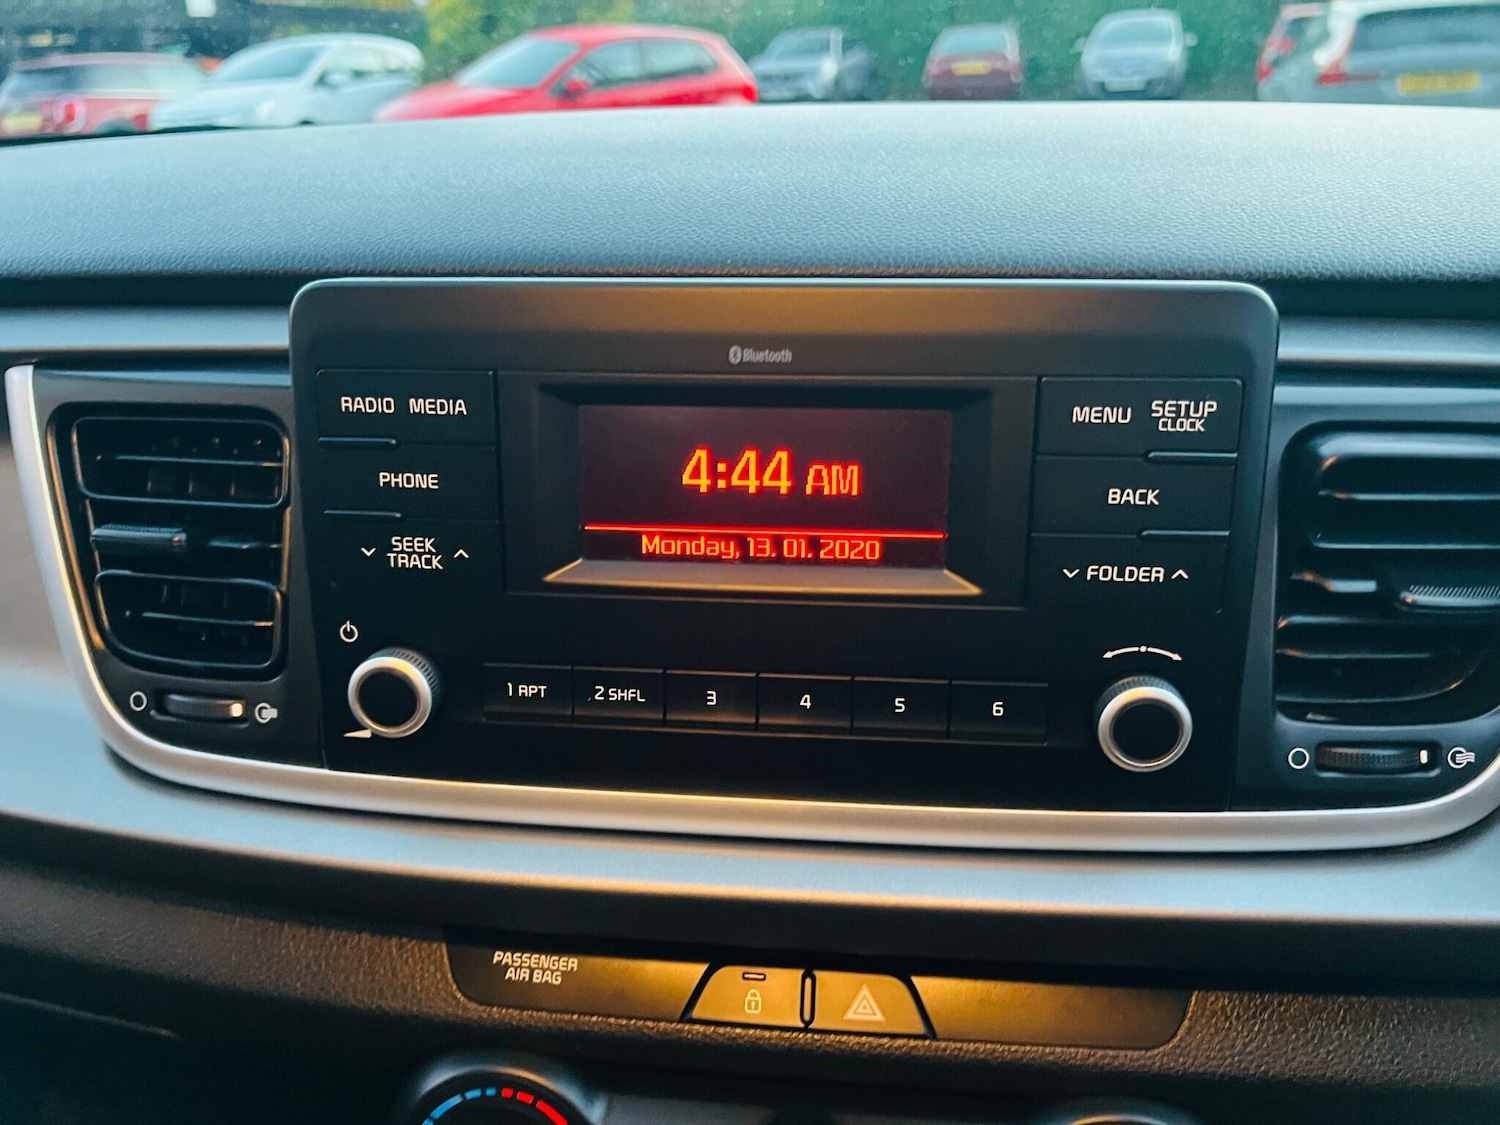 Bluetooth
RADIO MEDIA
PHONE
SEEK
TRACK
4:44 AM
Monday, 13. 01. 2020
MENU SETUP
CLOCK
BACK
FOLDER
1 RPT 2 SHFL 3 4 5 6
PASSENGER
AIR BAG